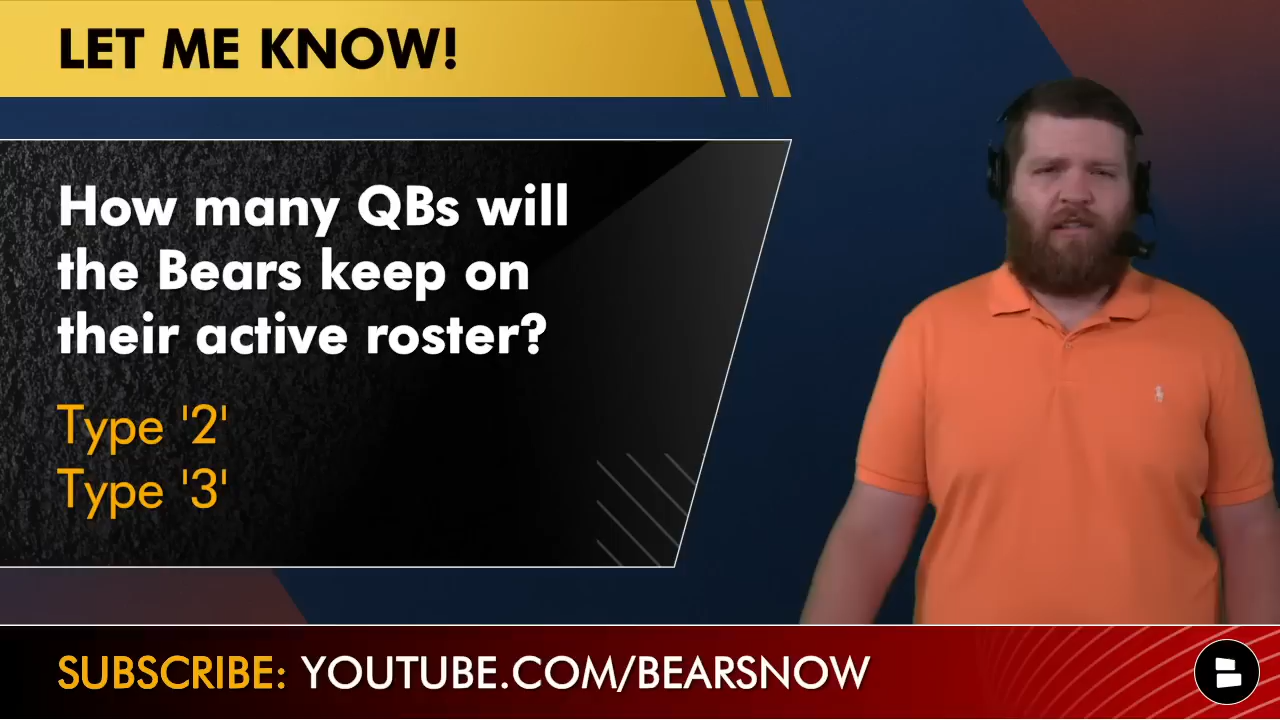 LET ME KNOW!
How many QBs will
the Bears keep on
their active roster?
Type '2'
Type '3'
SUBSCRIBE: YOUTUBE.COM/BEARSNOW